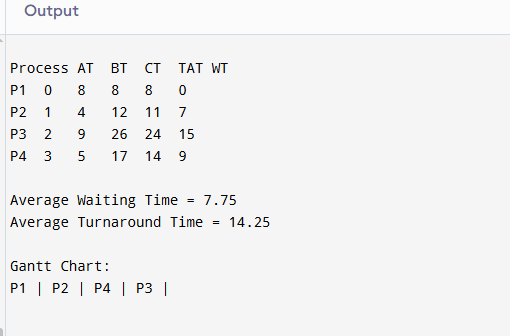 Output
Process AT BT CT TAT WT
P1 0 8 8 8 0
P2 1 4 12 11 7
P3 2 9 26 24 15
P4 3 5 17 14 9
Average Waiting Time = 7.75
Average Turnaround Time = 14.25
Gantt Chart:
P1 | P2 | P4 | P3 |